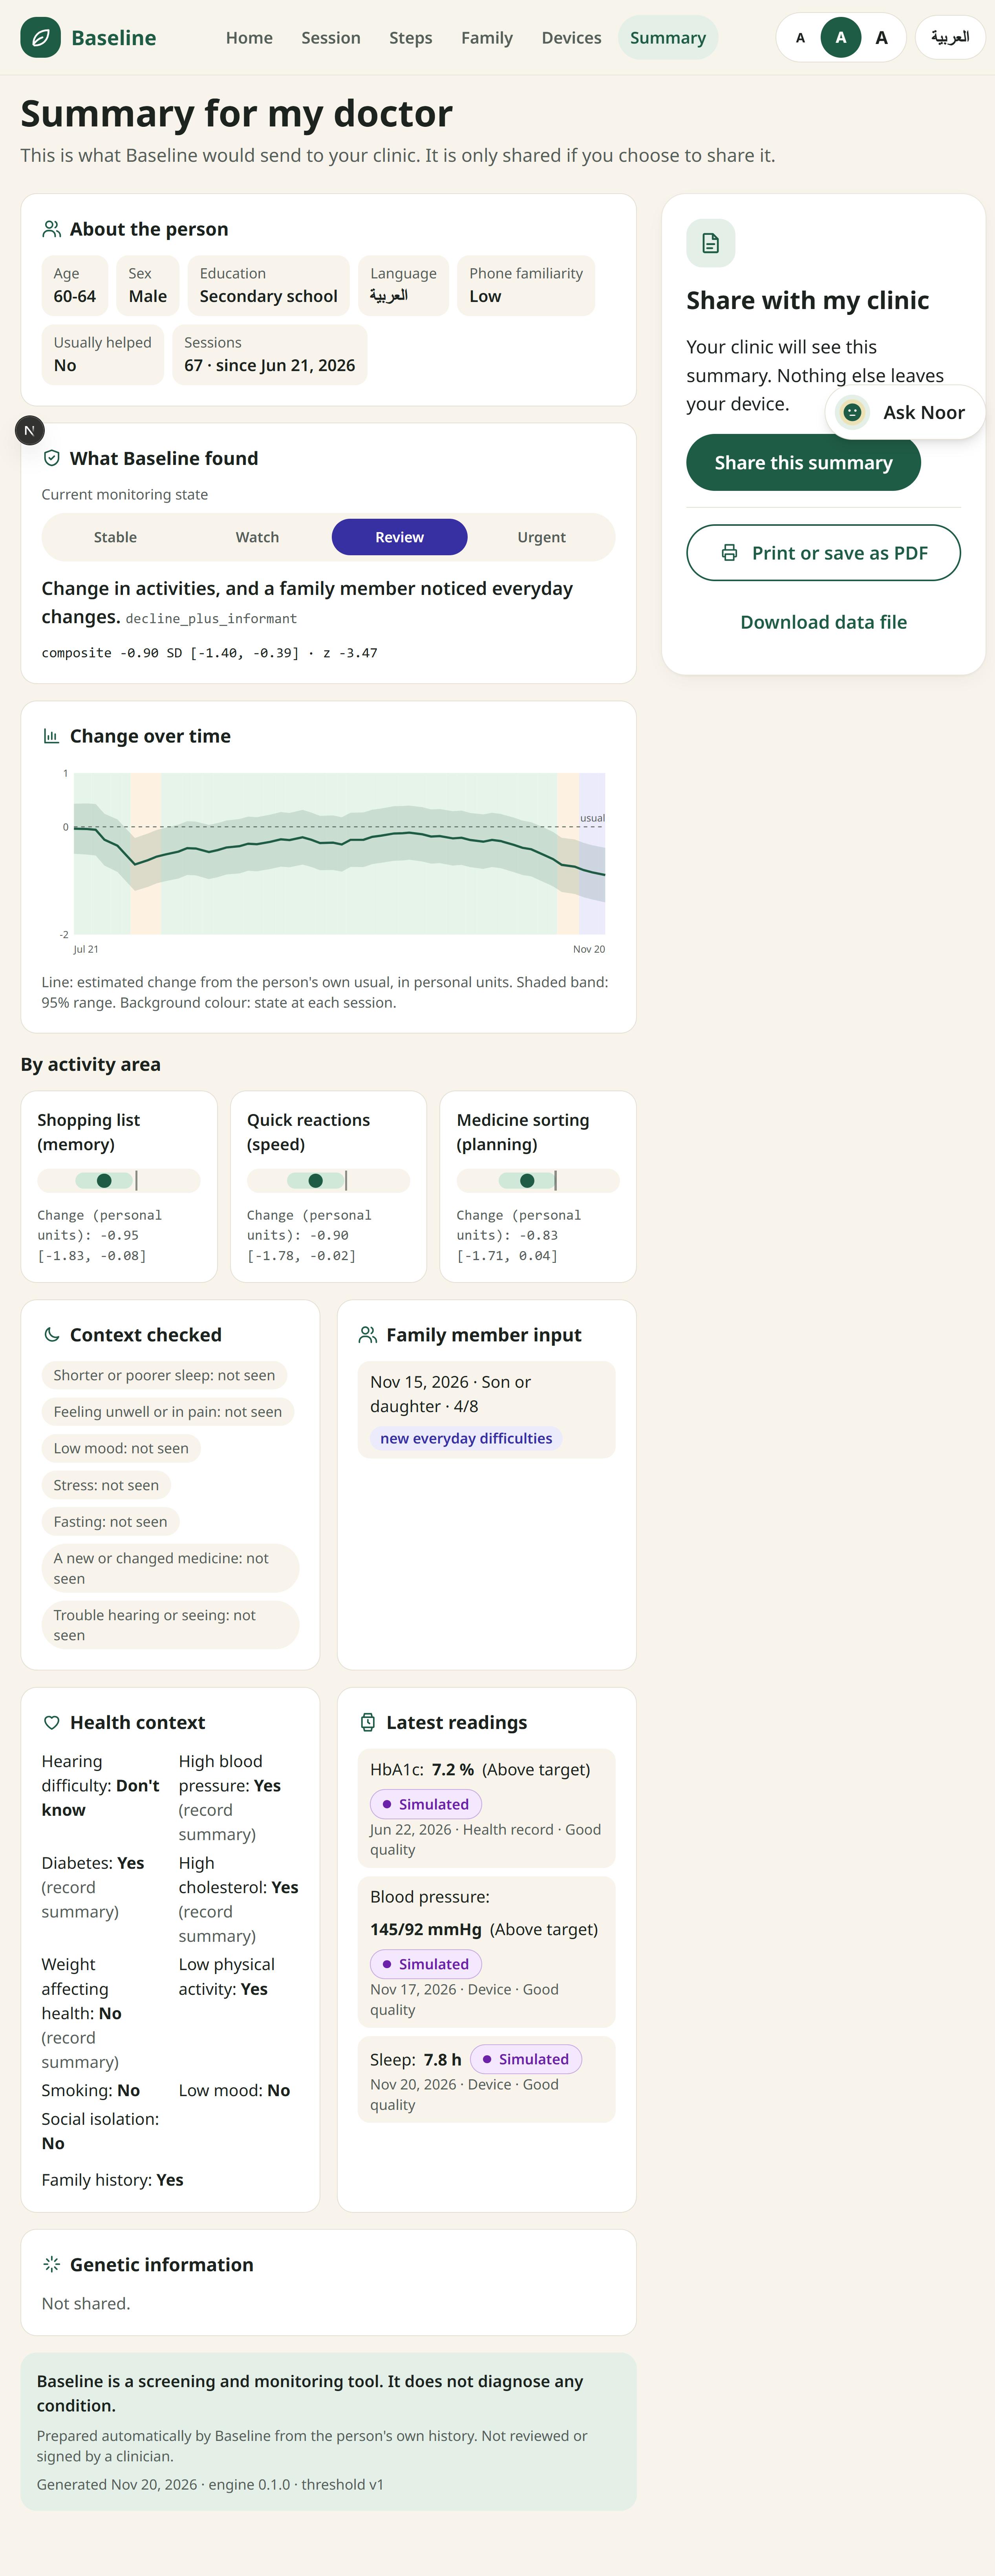 Baseline
Home
Session
Steps
Family
Devices
Summary
A
A
A
العربية
Summary for my doctor
This is what Baseline would send to your clinic. It is only shared if you choose to share it.
About the person
Age
60-64
Sex
Male
Education
Secondary school
Language
العربية
Phone familiarity
Low
Usually helped
No
Sessions
67 · since Jun 21, 2026
Share with my clinic
Your clinic will see this
summary. Nothing else leaves
your device.
Ask Noor
Share this summary
Print or save as PDF
Download data file
N
What Baseline found
Current monitoring state
Stable
Watch
Review
Urgent
Change in activities, and a family member noticed everyday
changes. decline_plus_informant
composite -0.90 SD [-1.40, -0.39] · z -3.47
Change over time
1
0
-2
usual
Jul 21
Nov 20
Line: estimated change from the person's own usual, in personal units. Shaded band:
95% range. Background colour: state at each session.
By activity area
Shopping list
(memory)
Change (personal
units): -0.95
[-1.83, -0.08]
Quick reactions
(speed)
Change (personal
units): -0.90
[-1.78, -0.02]
Medicine sorting
(planning)
Change (personal
units): -0.83
[-1.71, 0.04]
Context checked
Shorter or poorer sleep: not seen
Feeling unwell or in pain: not seen
Low mood: not seen
Stress: not seen
Fasting: not seen
A new or changed medicine: not
seen
Trouble hearing or seeing: not
seen
Family member input
Nov 15, 2026 · Son or
daughter · 4/8
new everyday difficulties
Health context
Hearing
difficulty: Don't
know
High blood
pressure: Yes
(record
summary)
Diabetes: Yes
(record
summary)
High
cholesterol: Yes
(record
summary)
Weight
affecting
health: No
(record
summary)
Low physical
activity: Yes
Smoking: No
Low mood: No
Social isolation:
No
Family history: Yes
Latest readings
HbA1c: 7.2 % (Above target)
Simulated
Jun 22, 2026 · Health record · Good
quality
Blood pressure:
145/92 mmHg (Above target)
Simulated
Nov 17, 2026 · Device · Good
quality
Sleep: 7.8 h Simulated
Nov 20, 2026 · Device · Good
quality
Genetic information
Not shared.
Baseline is a screening and monitoring tool. It does not diagnose any
condition.
Prepared automatically by Baseline from the person's own history. Not reviewed or
signed by a clinician.
Generated Nov 20, 2026 · engine 0.1.0 · threshold v1